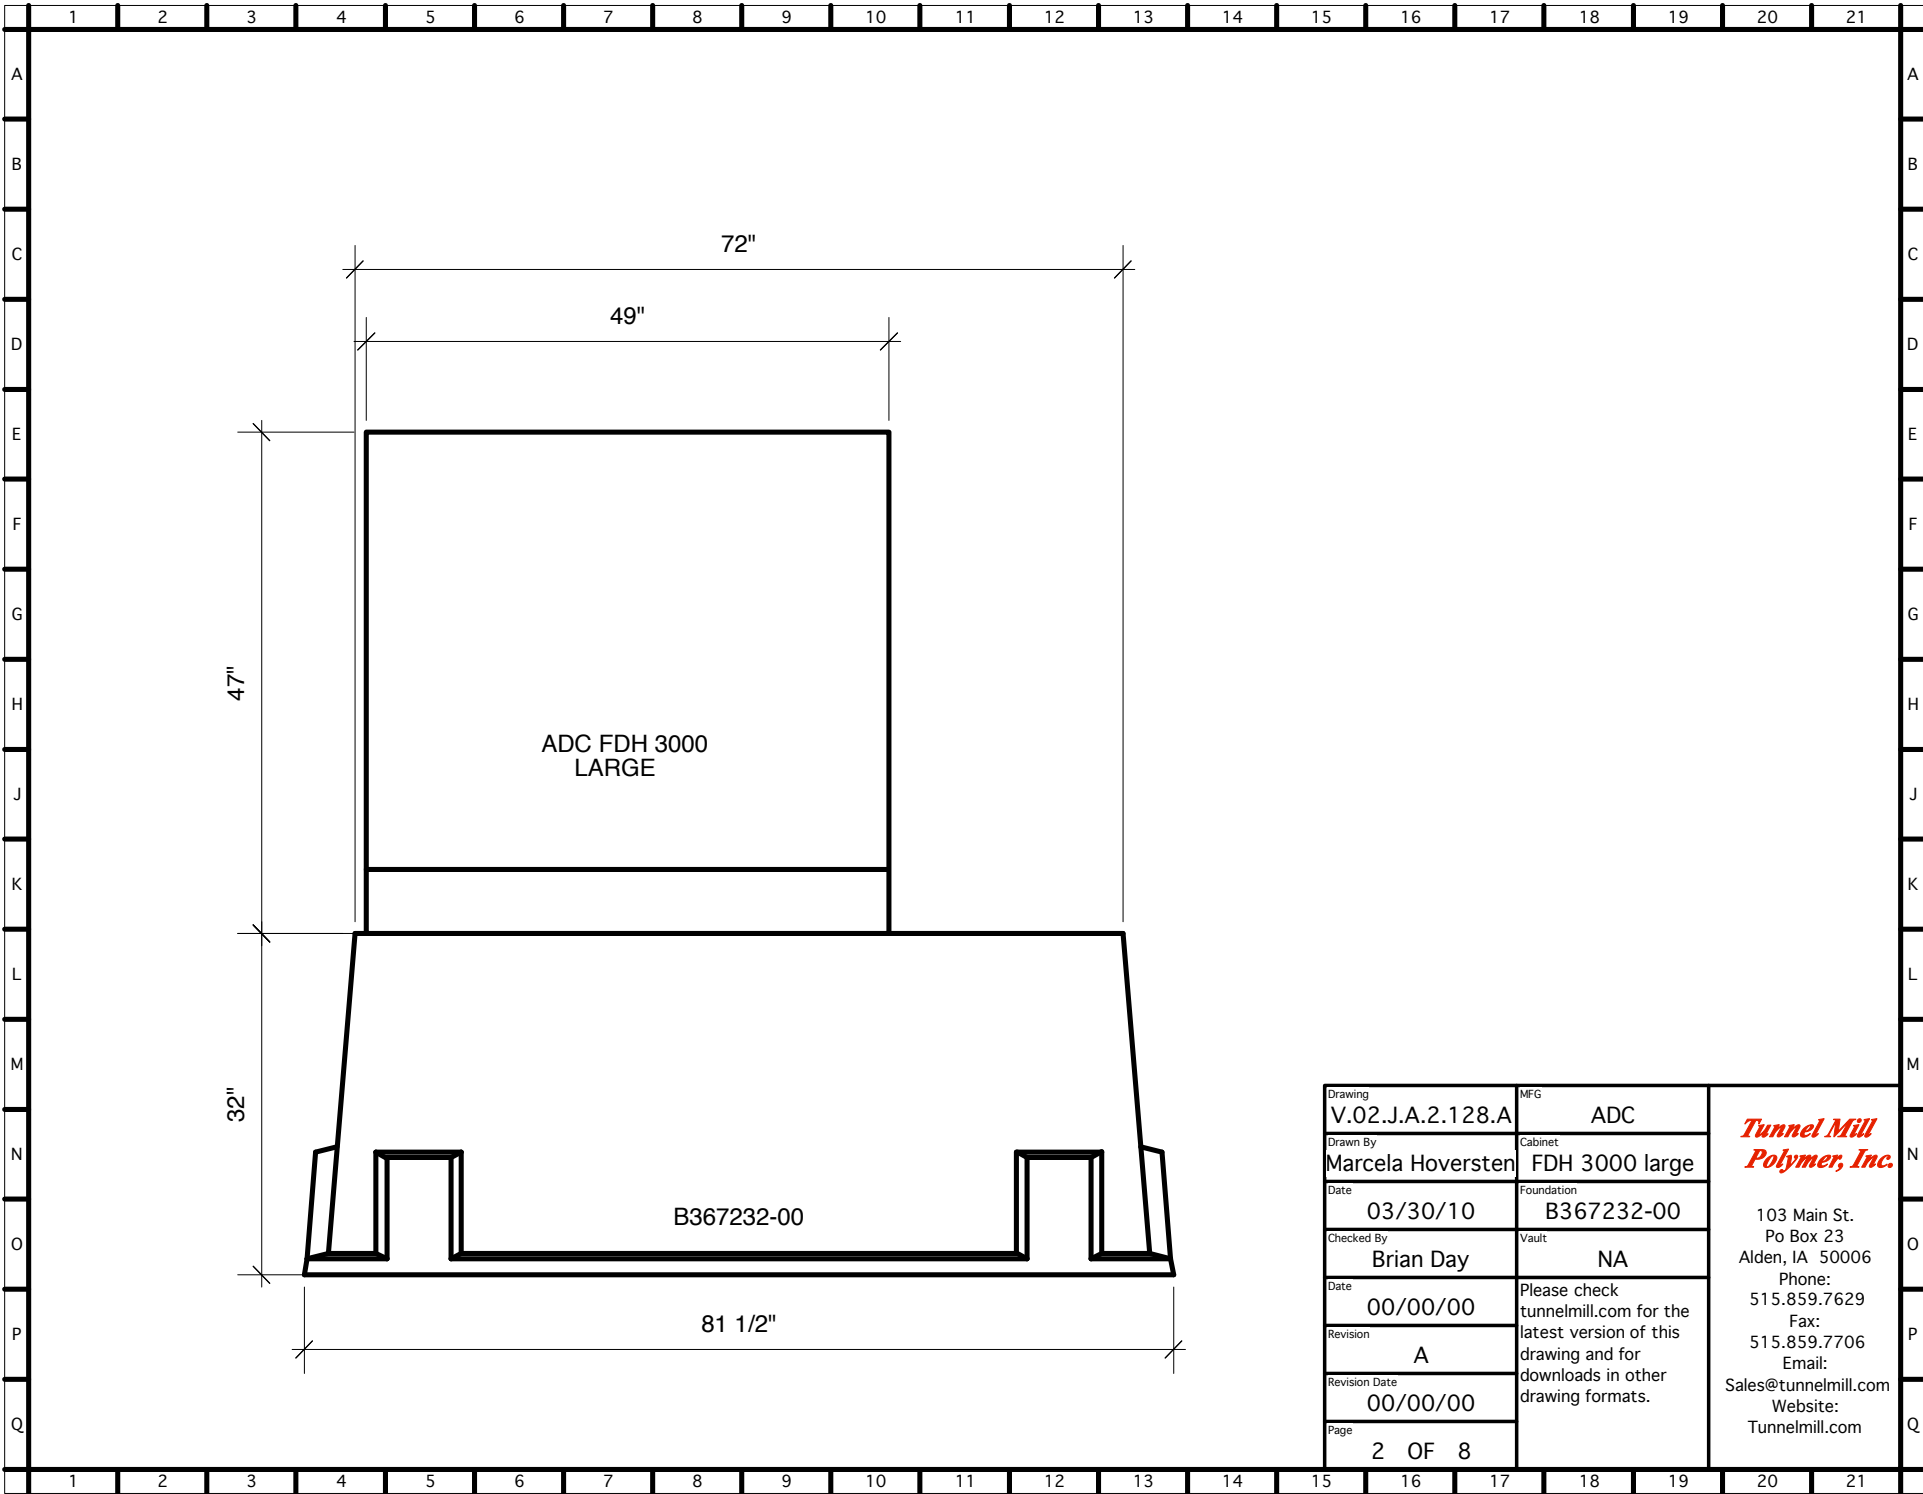 1 2 3 4 5 6 7 8 9 10 11 12 13 14 15 16 17 18 19 20 21
A A
B B
C C
D D
E E
F F
G G
H H
J J
K K
L L
M M
N N
O O
P P
Q Q
72"
49"
47"
ADC FDH 3000
LARGE
32"
B367232-00
81 1/2"
Drawing
V.02.J.A.2.128.A
MFG
ADC
Drawn By
Marcela Hoversten
Cabinet
FDH 3000 large
Date
03/30/10
Foundation
B367232-00
Checked By
Brian Day
Vault
NA
Date
00/00/00
Revision
A
Revision Date
00/00/00
Page
2 OF 8
Please check
tunnelmill.com for the
latest version of this
drawing and for
downloads in other
drawing formats.
Tunnel Mill
Polymer, Inc.
103 Main St.
Po Box 23
Alden, IA 50006
Phone:
515.859.7629
Fax:
515.859.7706
Email:
Sales@tunnelmill.com
Website:
Tunnelmill.com
1 2 3 4 5 6 7 8 9 10 11 12 13 14 15 16 17 18 19 20 21